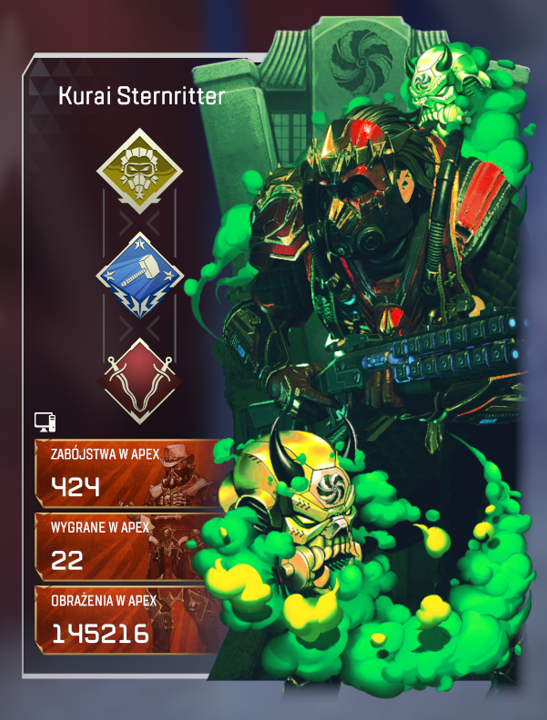 Kurai Sternritter
ZABÓJSTWA W APEX
424
WYGRANE W APEX
22
OBRAŻENIA W APEX
145216